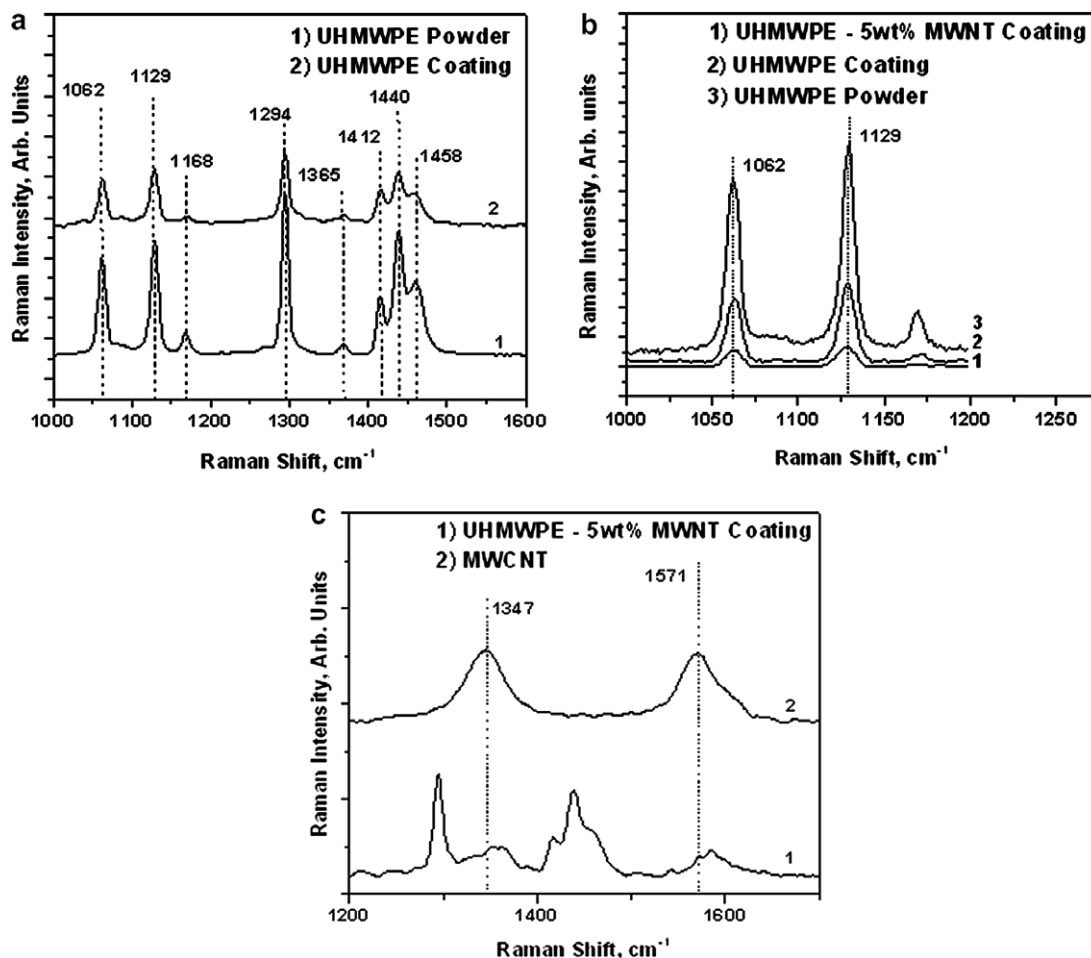 a
1) UHMWPE Powder
2) UHMWPE Coating
1062
1129
1168
1294
1365
1412
1440
1458
2
1
Raman Intensity, Arb. Units
1000 1100 1200 1300 1400 1500 1600
Raman Shift, cm-1
b
1) UHMWPE - 5wt% MWNT Coating
2) UHMWPE Coating
3) UHMWPE Powder
1062
1129
3
2
1
Raman Intensity, Arb. units
1000 1050 1100 1150 1200 1250
Raman Shift, cm-1
c
1) UHMWPE - 5wt% MWNT Coating
2) MWCNT
1347
1571
2
1
Raman Intensity, Arb. Units
1200 1400 1600
Raman Shift, cm-1